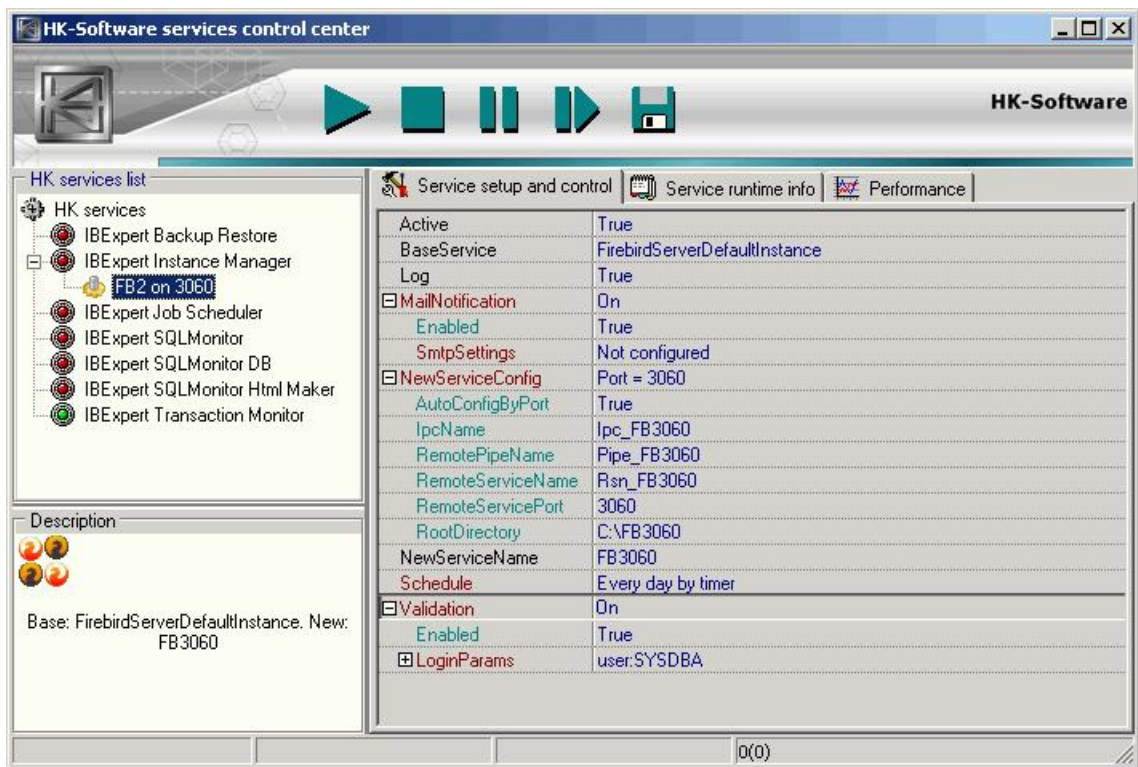 HK-Software services control center
HK-Software
HK services list
HK services
IBExpert Backup Restore
IBExpert Instance Manager
FB2 on 3060
IBExpert Job Scheduler
IBExpert SQLMonitor
IBExpert SQLMonitor DB
IBExpert SQLMonitor Html Maker
IBExpert Transaction Monitor
Description
Base: FirebirdServerDefaultInstance. New:
FB3060
Service setup and control
Service runtime info
Performance
Active True
BaseService FirebirdServerDefaultInstance
Log True
MailNotification On
Enabled True
SmtpSettings Not configured
NewServiceConfig Port = 3060
AutoConfigByPort True
IpcName Ipc_FB3060
RemotePipeName Pipe_FB3060
RemoteServiceName Rsn_FB3060
RemoteServicePort 3060
RootDirectory C:\FB3060
NewServiceName FB3060
Schedule Every day by timer
Validation On
Enabled True
LoginParams user:SYSDBA
0(0)